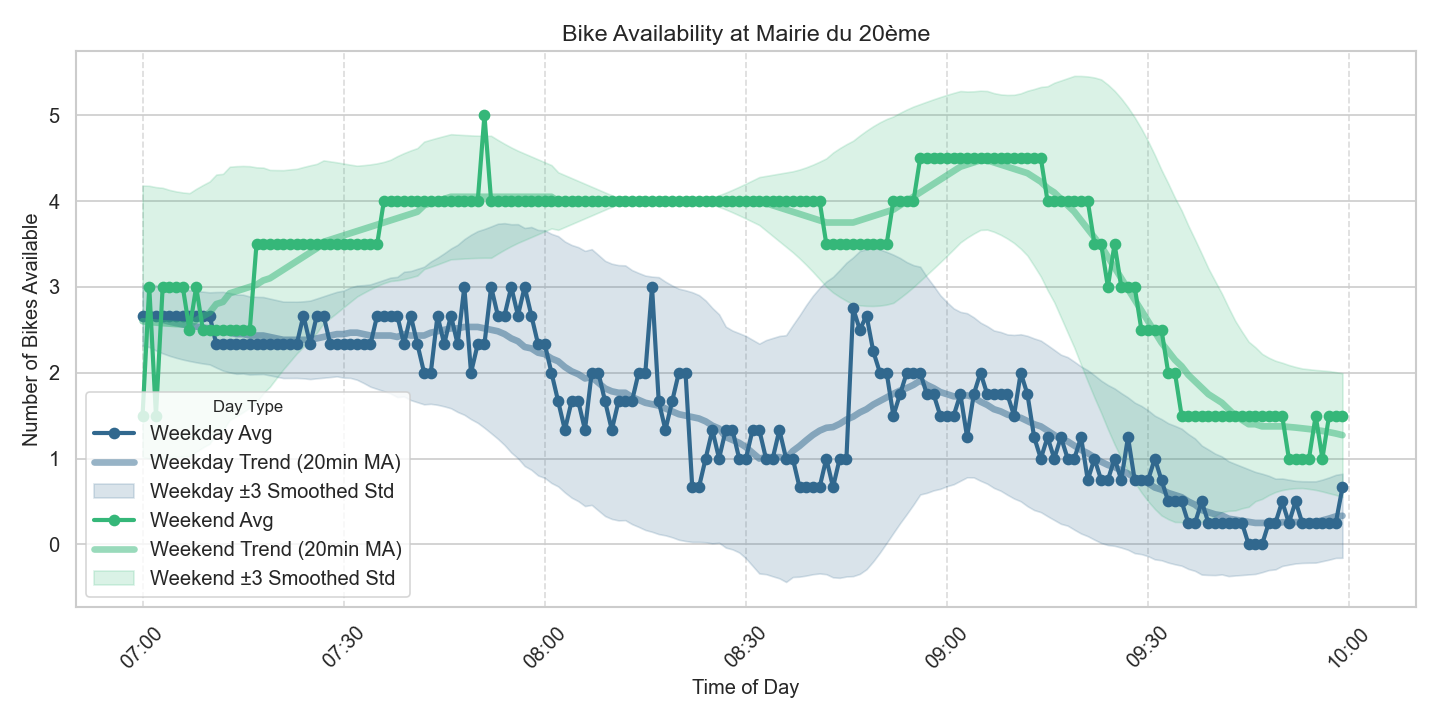 Bike Availability at Mairie du 20ème
Number of Bikes Available
5
4
3
2
1
0
Day Type
Weekday Avg
Weekday Trend (20min MA)
Weekday ±3 Smoothed Std
Weekend Avg
Weekend Trend (20min MA)
Weekend ±3 Smoothed Std
07:00
07:30
08:00
08:30
09:00
09:30
10:00
Time of Day